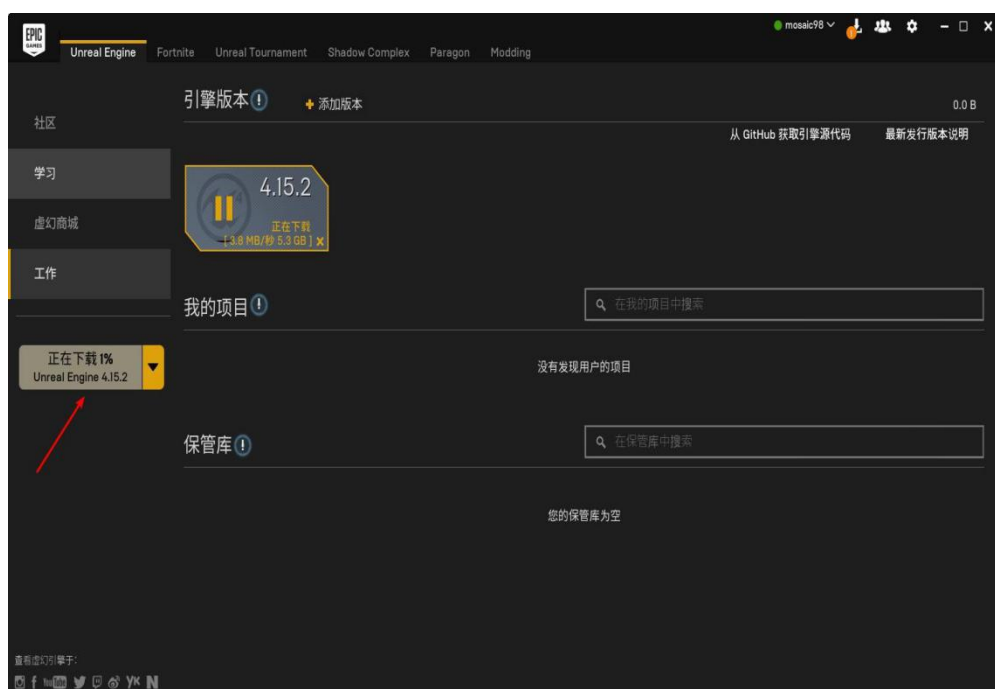 EPIC
GAMES
Unreal Engine Fortnite Unreal Tournament Shadow Complex Paragon Modding
mosaic98
1
引擎版本
添加版本
0.0 B
从 GitHub 获取引擎源代码 最新发行版本说明
社区
学习
虚幻商城
工作
4.15.2
正在下载
[ 3.8 MB/秒 5.3 GB ]
我的项目
在我的项目中搜索
没有发现用户的项目
正在下载 1%
Unreal Engine 4.15.2
保管库
在保管库中搜索
您的保管库为空
查看虚幻引擎于:
YouTube